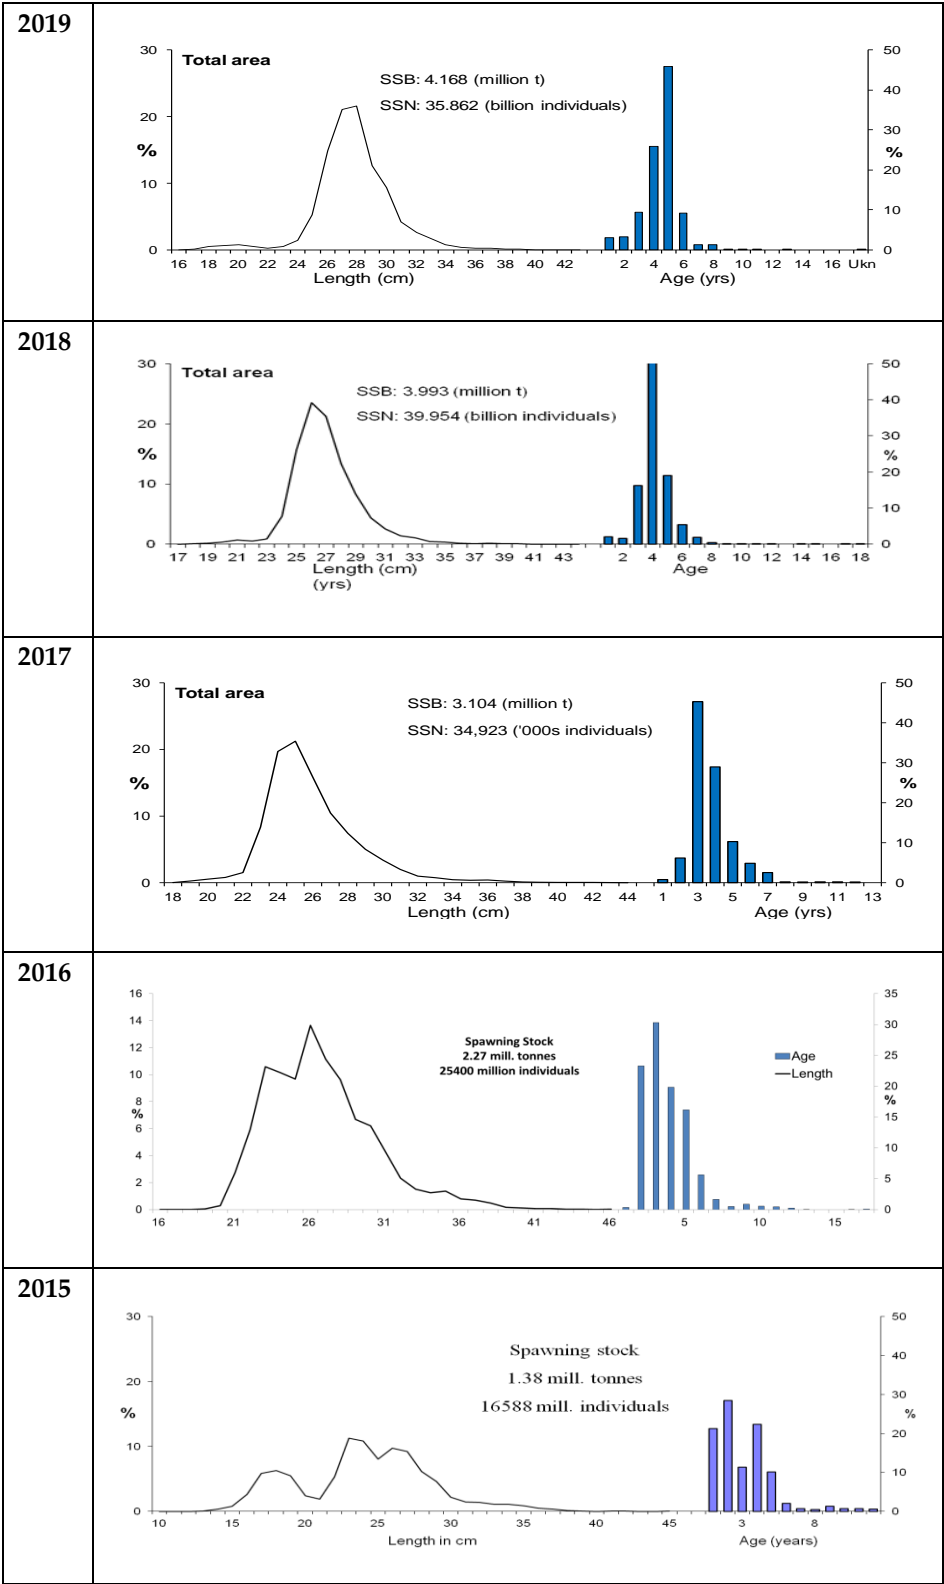 2019
Total area
SSB: 4.168 (million t)
SSN: 35.862 (billion individuals)
30
20
%
10
0
50
40
30
%
20
10
0
16 18 20 22 24 26 28 30 32 34 36 38 40 42
2 4 6 8 10 12 14 16 Ukn
Length (cm)
Age (yrs)
2018
Total area
SSB: 3.993 (million t)
SSN: 39.954 (billion individuals)
30
20
%
10
0
50
40
30
%
20
10
0
17 19 21 23 25 27 29 31 33 35 37 39 41 43
2 4 6 8 10 12 14 16 18
Length (cm)
(yrs)
Age
2017
Total area
SSB: 3.104 (million t)
SSN: 34,923 ('000s individuals)
30
20
%
10
0
50
40
30
%
20
10
0
18 20 22 24 26 28 30 32 34 36 38 40 42 44
1 3 5 7 9 11 13
Length (cm)
Age (yrs)
2016
Spawning Stock
2.27 mill. tonnes
25400 million individuals
Age
Length
16
14
12
10
8
%
6
4
2
0
35
30
25
20
%
15
10
5
0
16 21 26 31 36 41 46
5 10 15
2015
Spawning stock
1.38 mill. tonnes
16588 mill. individuals
30
20
%
10
0
50
40
30
%
20
10
0
10 15 20 25 30 35 40 45
3 8
Length in cm
Age (years)